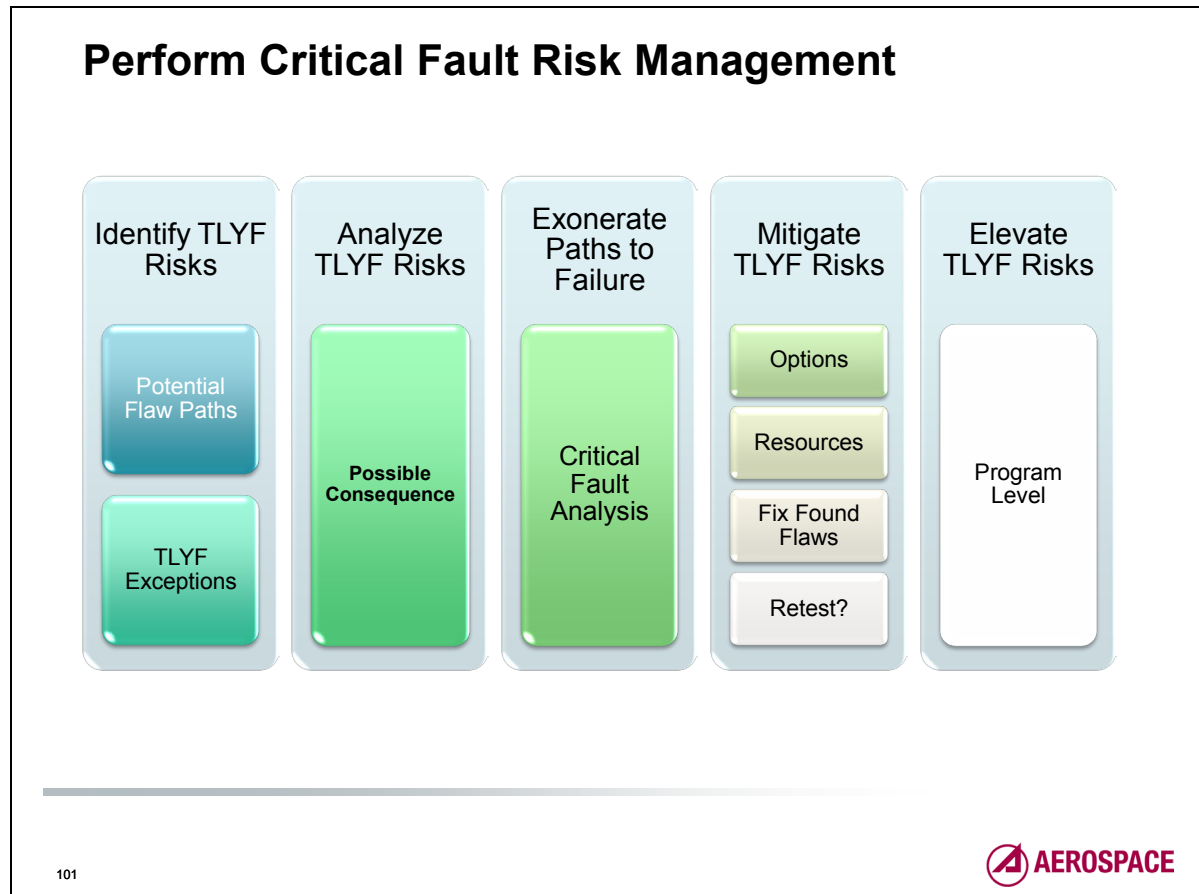 Perform Critical Fault Risk Management
Identify TLYF
Risks
Potential
Flaw Paths
TLYF
Exceptions
Analyze
TLYF Risks
Possible
Consequence
Exonerate
Paths to
Failure
Critical
Fault
Analysis
Mitigate
TLYF Risks
Options
Resources
Fix Found
Flaws
Retest?
Elevate
TLYF Risks
Program
Level
101
AEROSPACE